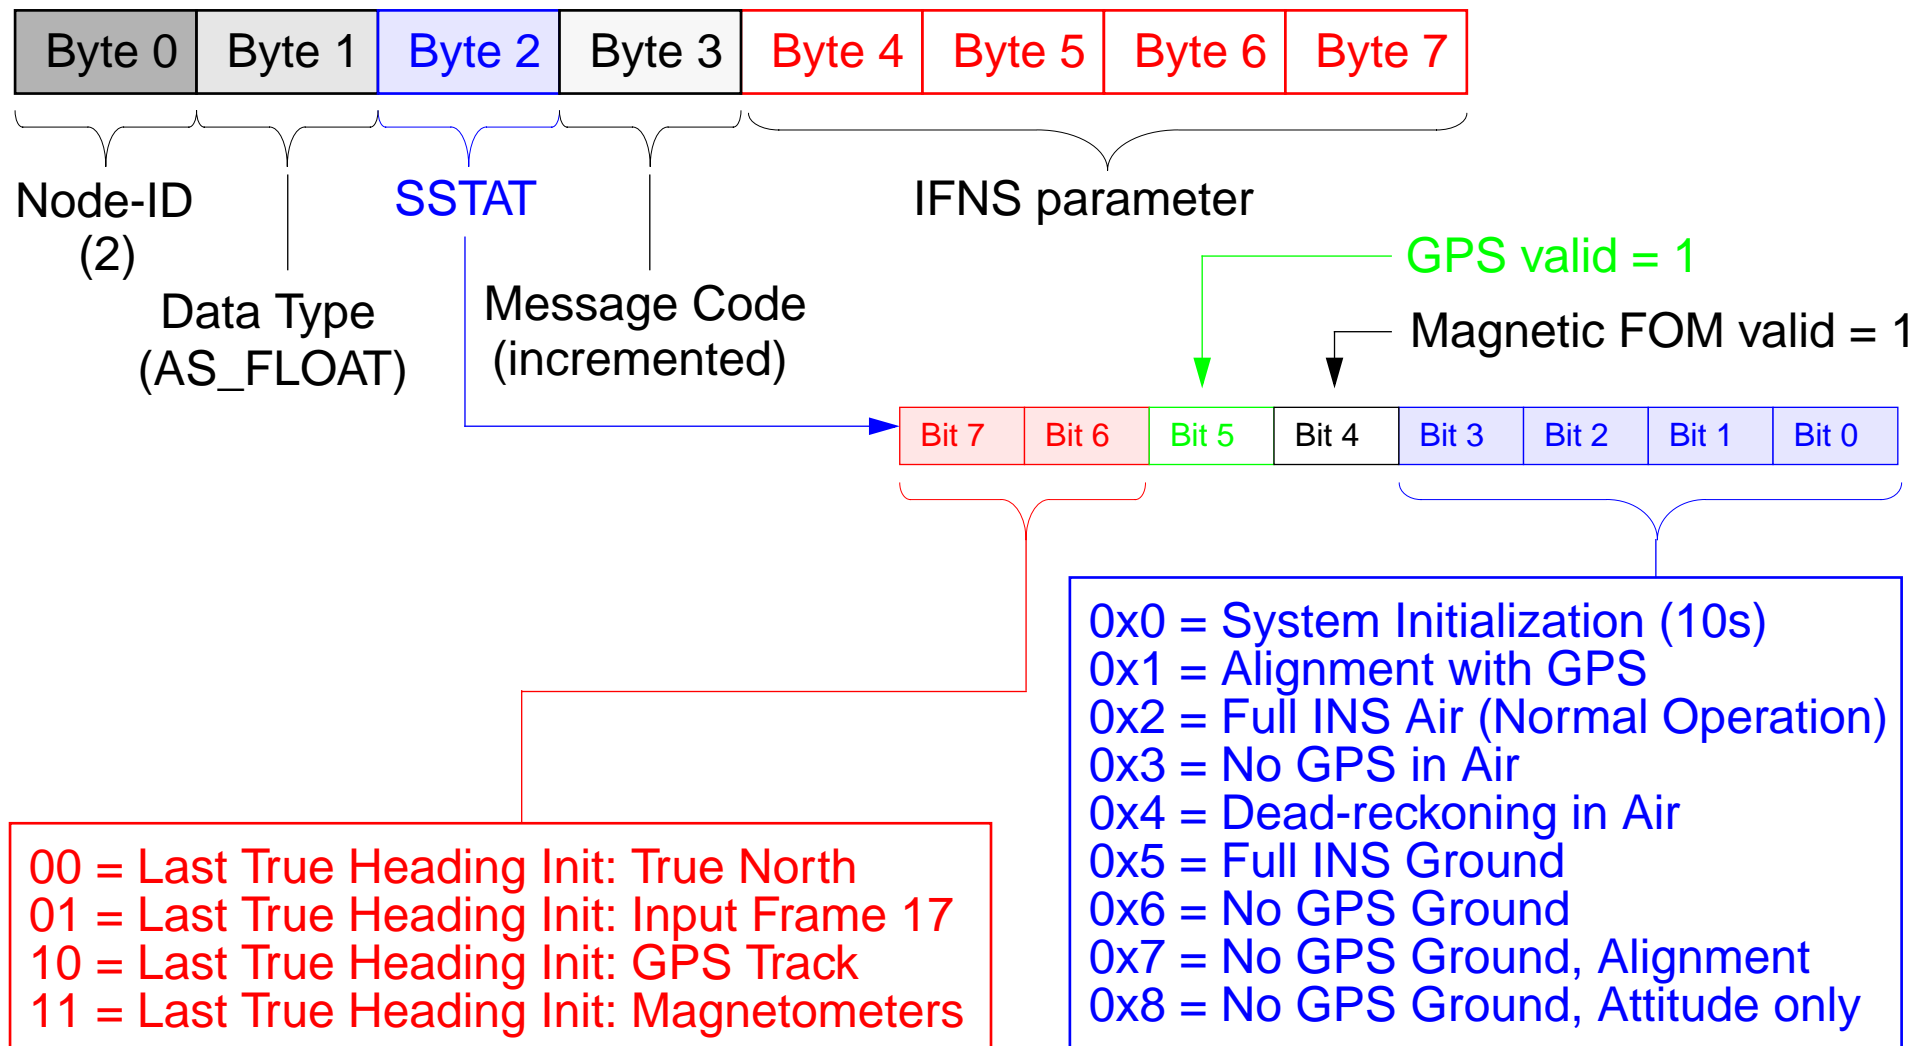 Byte 0 Byte 1 Byte 2 Byte 3 Byte 4 Byte 5 Byte 6 Byte 7
Node-ID
(2)
SSTAT
IFNS parameter
Data Type
(AS_FLOAT)
Message Code
(incremented)
GPS valid = 1
Magnetic FOM valid = 1
Bit 7 Bit 6 Bit 5 Bit 4 Bit 3 Bit 2 Bit 1 Bit 0
0x0 = System Initialization (10s)
0x1 = Alignment with GPS
0x2 = Full INS Air (Normal Operation)
0x3 = No GPS in Air
0x4 = Dead-reckoning in Air
0x5 = Full INS Ground
0x6 = No GPS Ground
0x7 = No GPS Ground, Alignment
0x8 = No GPS Ground, Attitude only
00 = Last True Heading Init: True North
01 = Last True Heading Init: Input Frame 17
10 = Last True Heading Init: GPS Track
11 = Last True Heading Init: Magnetometers